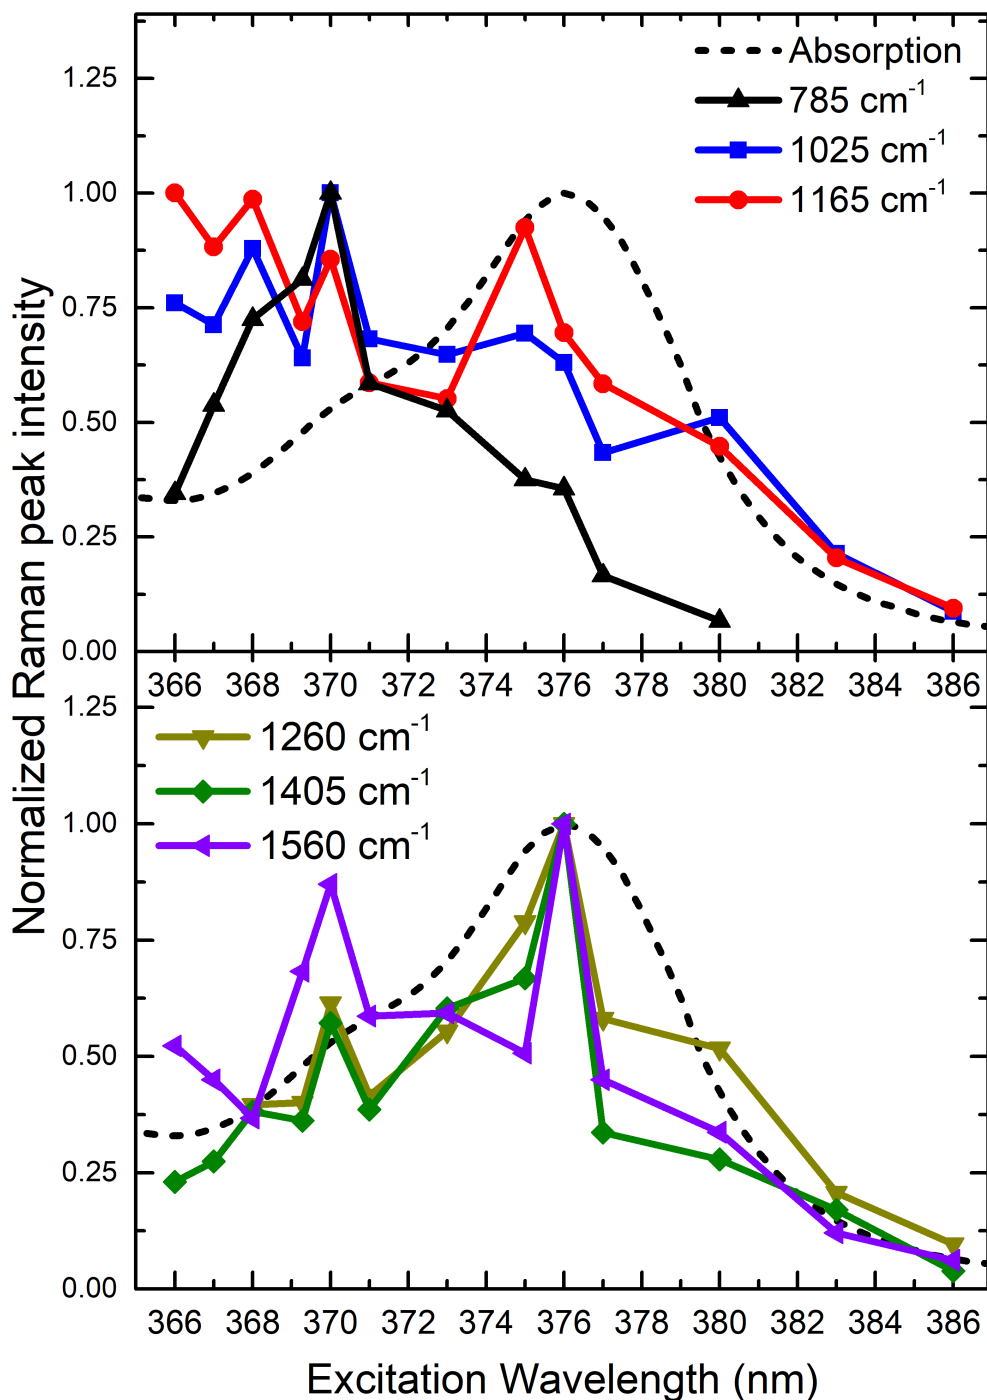 Normalized Raman peak intensity
Absorption
785 cm⁻¹
1025 cm⁻¹
1165 cm⁻¹
1.25
1.00
0.75
0.50
0.25
0.00
366 368 370 372 374 376 378 380 382 384 386
1260 cm⁻¹
1405 cm⁻¹
1560 cm⁻¹
1.25
1.00
0.75
0.50
0.25
0.00
366 368 370 372 374 376 378 380 382 384 386
Excitation Wavelength (nm)